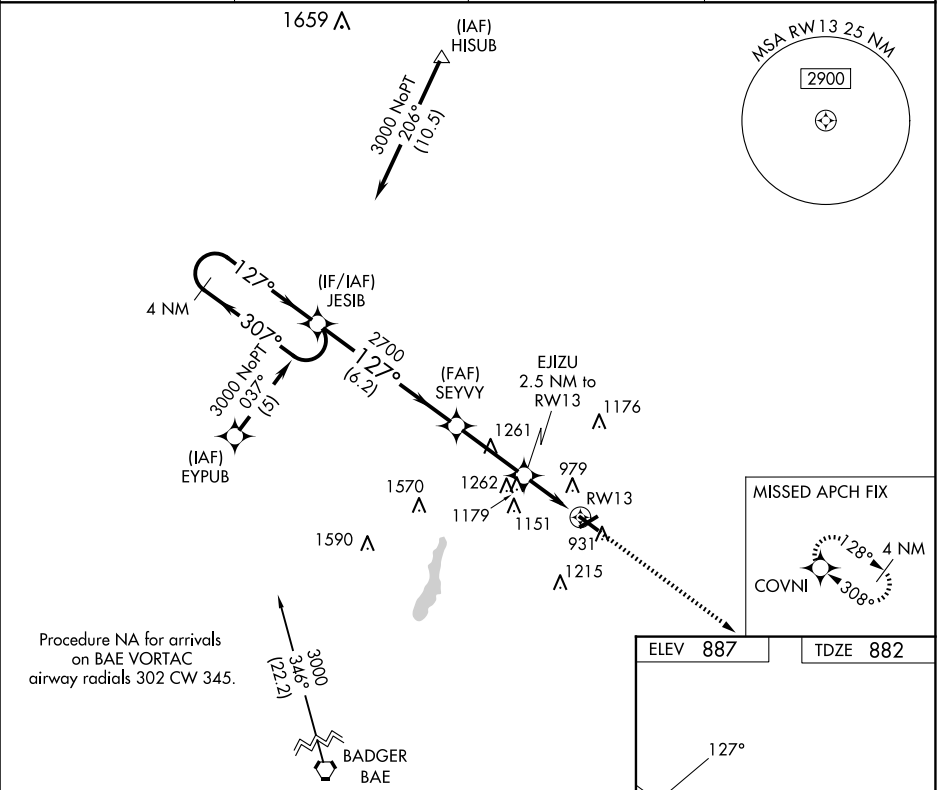 1659
(IAF)
HISUB
3000 NoPT
206°
(10.5)
MSA RW13 25 NM
2900
127°
4 NM
307°
(IF/IAF)
JESIB
3000 NoPT
037°
(5)
(IAF)
EYPUB
2700
127°
(6.2)
(FAF)
SEYVY
EJIZU
2.5 NM to
RW13
1261
1176
1262
979
1570
1179
1151
RW13
1590
931
1215
MISSED APCH FIX
128°
4 NM
COVNI
308°
Procedure NA for arrivals
on BAE VORTAC
airway radials 302 CW 345.
3000
346°
(22.2)
BADGER
BAE
ELEV 887
TDZE 882
127°